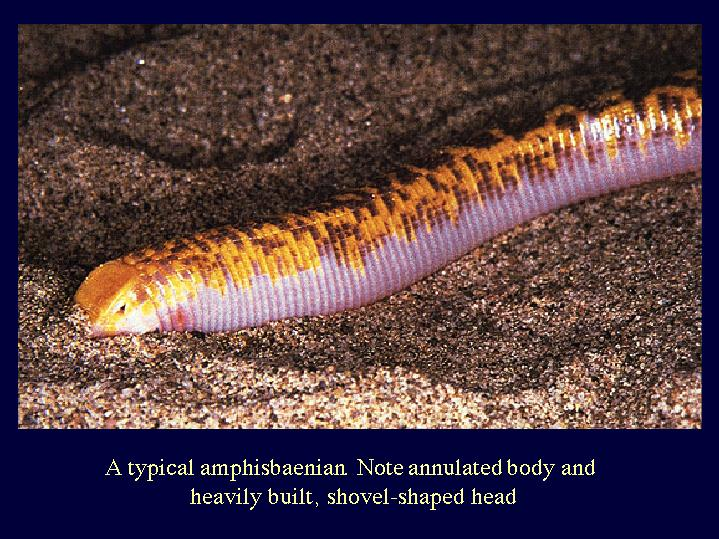 A typical amphisbaenian. Note annulated body and
heavily built, shovel-shaped head